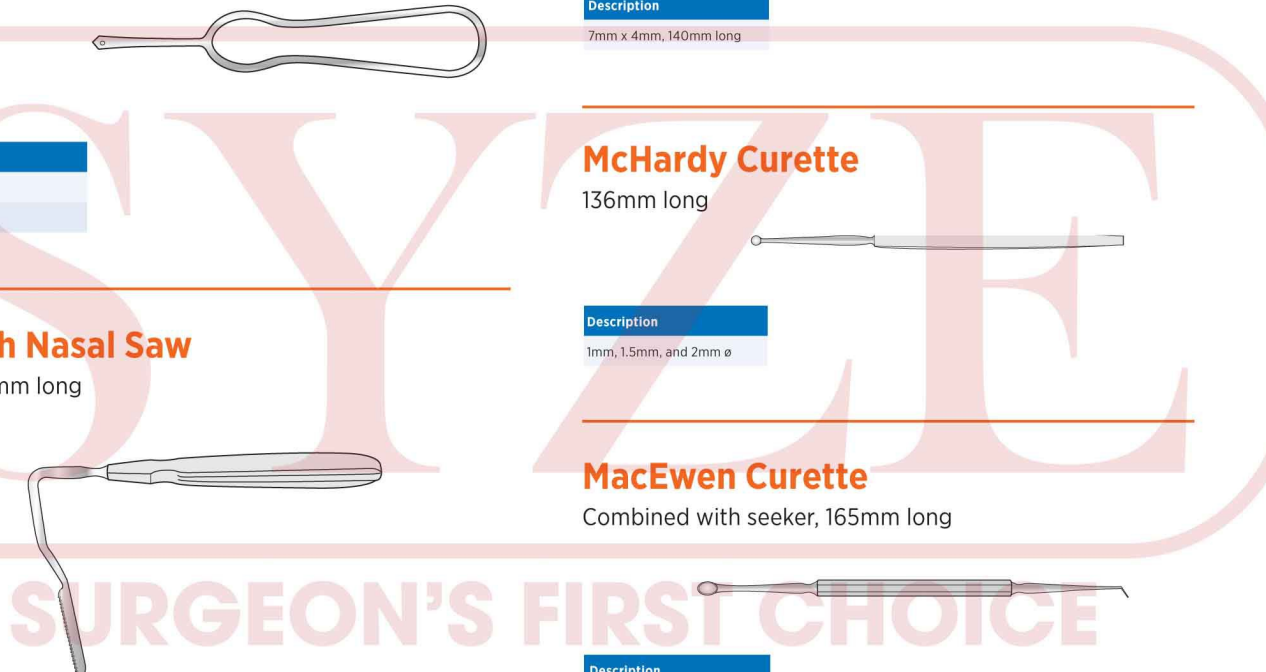 h Nasal Saw
mm long
Description
7mm x 4mm, 140mm long
McHardy Curette
136mm long
Description
1mm, 1.5mm, and 2mm ø
MacEwen Curette
Combined with seeker, 165mm long
Description
SYZE
SURGEON'S FIRST CHOICE